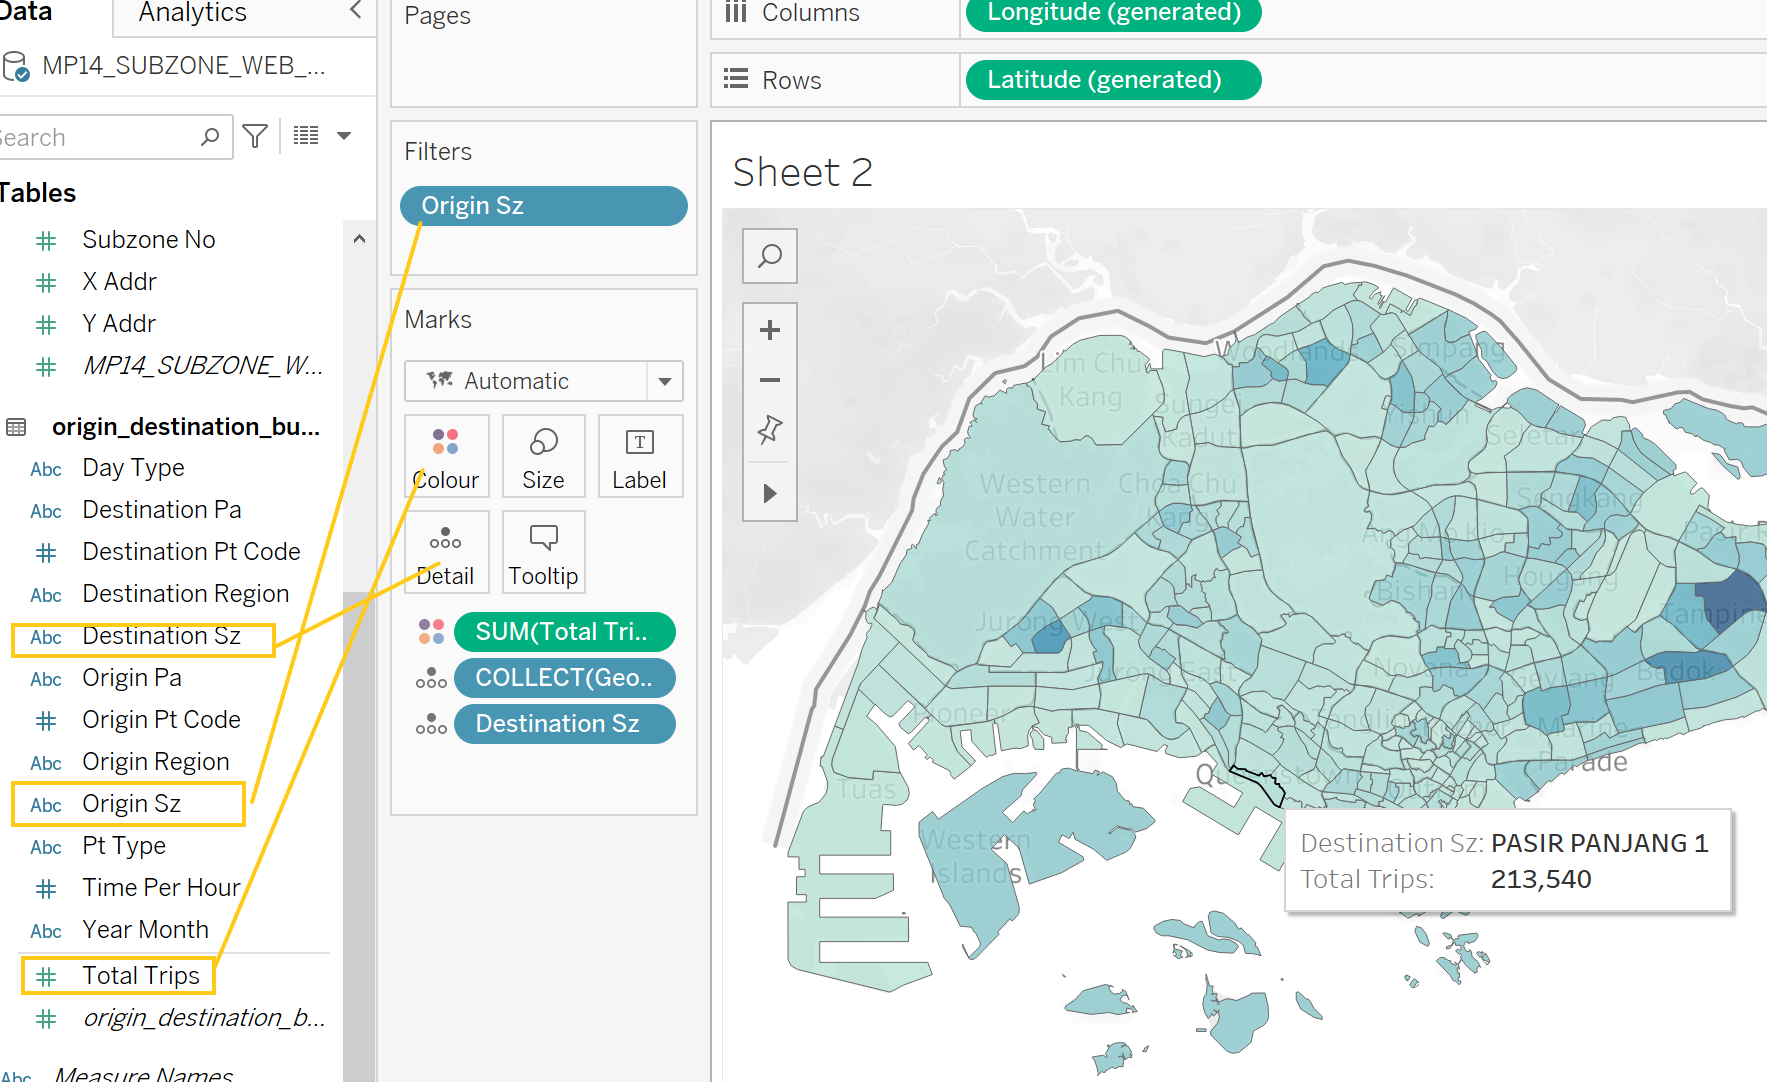 Data
Analytics
MP14_SUBZONE_WEB_...
Search
Tables
Subzone No
X Addr
Y Addr
MP14_SUBZONE_W...
origin_destination_bu...
Abc Day Type
Abc Destination Pa
Destination Pt Code
Abc Destination Region
Abc Destination Sz
Abc Origin Pa
Origin Pt Code
Abc Origin Region
Abc Origin Sz
Abc Pt Type
Time Per Hour
Abc Year Month
Total Trips
origin_destination_b...
Abc Measure Names
Pages
Filters
Origin Sz
Marks
Automatic
Colour
Size
Label
Detail
Tooltip
SUM(Total Tri..
COLLECT(Geo..
Destination Sz
Columns
Longitude (generated)
Rows
Latitude (generated)
Sheet 2
Lim Chu
Kang
Woodlands
Simpang
Sungei
Kadut
Yishun
Seletar
Western
Water
Catchment
Choa Chu
Kang
Sengkang
Ang Mo Kio
Pasir R
Bishan
Hougang
Tampine
Jurong West
Jurong East
Novena
Geylang
Bedok
Pioneer
Tanglin
Marine
Parade
Queenstown
Tuas
Western
Islands
Destination Sz: PASIR PANJANG 1
Total Trips: 213,540